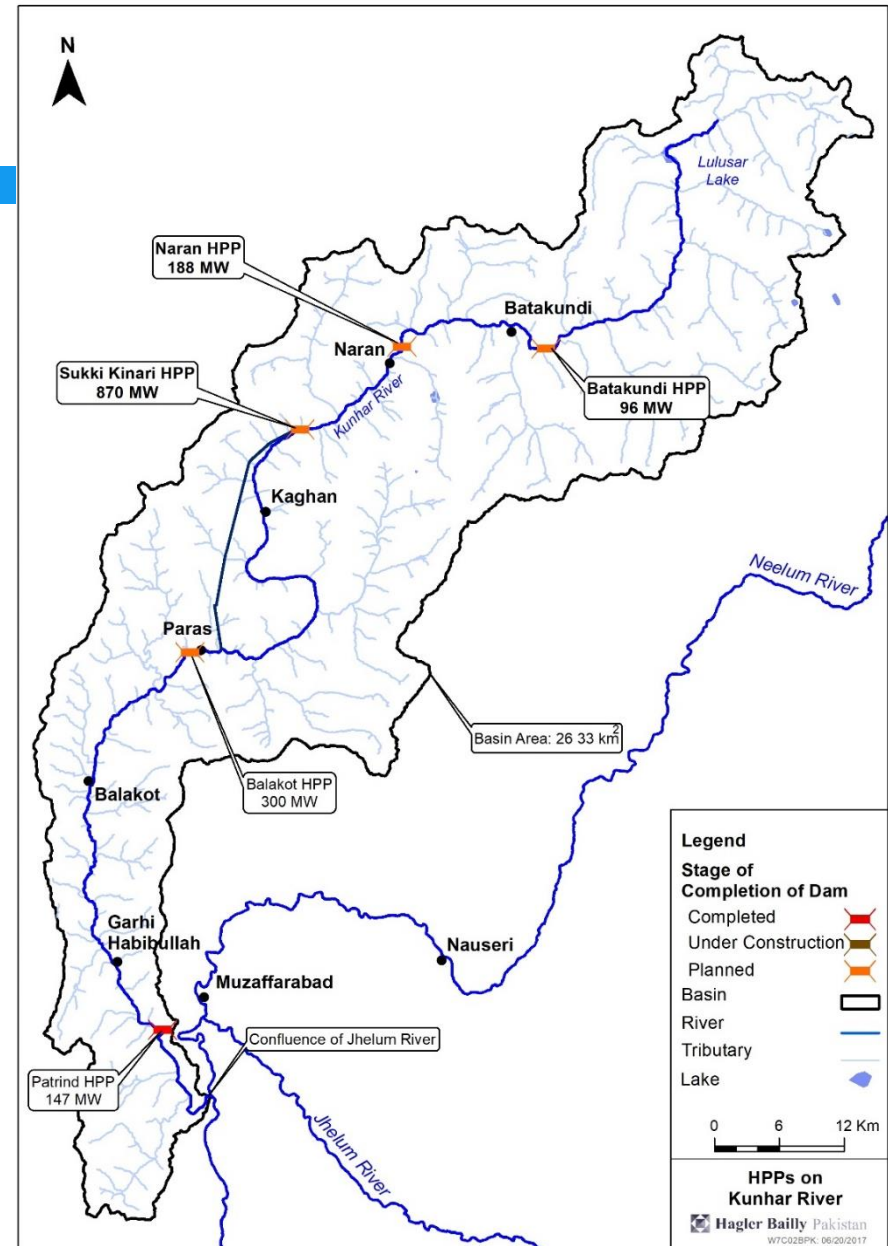 N
Lulusar
Lake
Naran HPP
188 MW
Batakundi
Naran
Sukki Kinari HPP
870 MW
Kunhar River
Batakundi HPP
96 MW
Kaghan
Neelum River
Paras
Basin Area: 26 33 km2
Balakot HPP
300 MW
Balakot
Garhi
Habibullah
Nauseri
Muzaffarabad
Confluence of Jhelum River
Patrind HPP
147 MW
Jhelum River
Legend
Stage of
Completion of Dam
Completed
Under Construction
Planned
Basin
River
Tributary
Lake
0 6 12 Km
HPPs on
Kunhar River
Hagler Bailly Pakistan
W7C02BPK: 06/20/2017